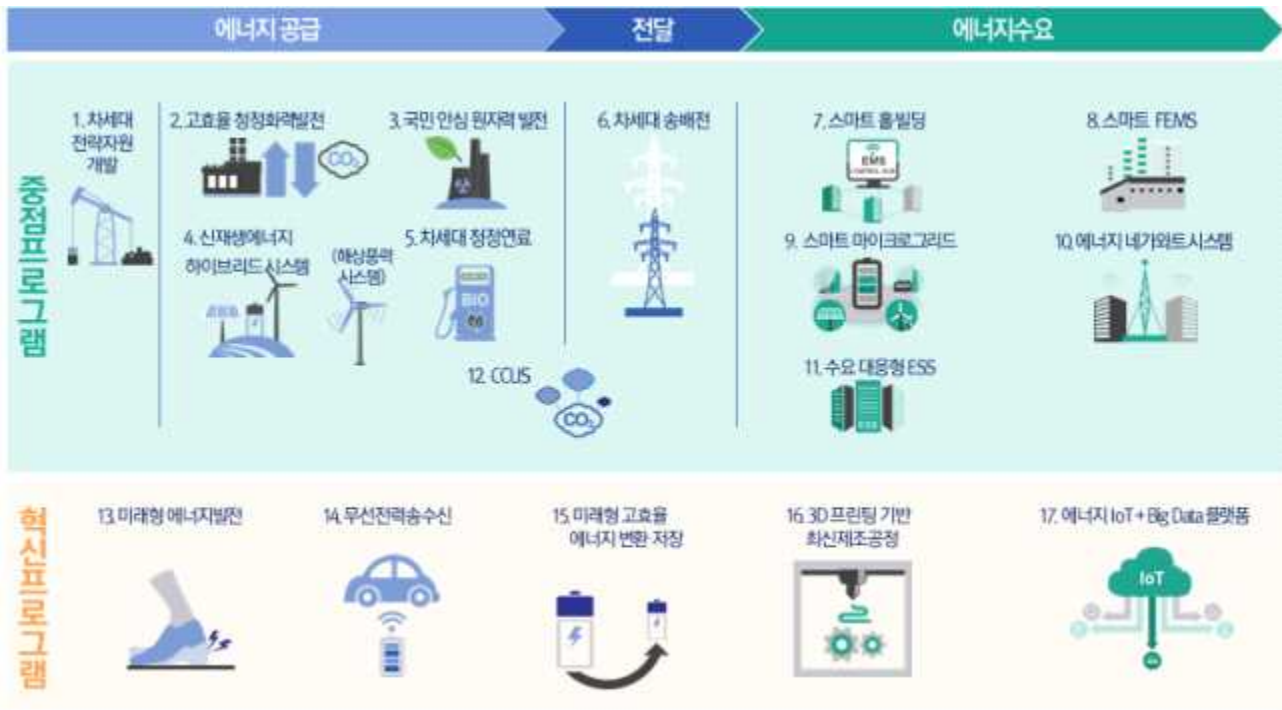 에너지 공급
전달
에너지수요
중점프로그램
1. 차세대
전략자원
개발
2. 고효율 청정화력발전
CO₂
3. 국민 안심 원자력 발전
4. 신재생에너지
하이브리드 시스템
(해상풍력
시스템)
5. 차세대 청정연료
BIO
6. 차세대 송배전
7. 스마트 홈·빌딩
EMS
CONTROL HUB
8. 스마트 FEMS
9. 스마트 마이크로그리드
10. 에너지 네가와트 시스템
11. 수요 대응형 ESS
ESS
12. CCUS
CO₂
혁신프로그램
13. 미래형 에너지발전
14. 무선전력 송수신
15. 미래형 고효율
에너지 변환 저장
16. 3D 프린팅 기반
최신제조공정
17. 에너지 IoT + Big Data 플랫폼
IoT